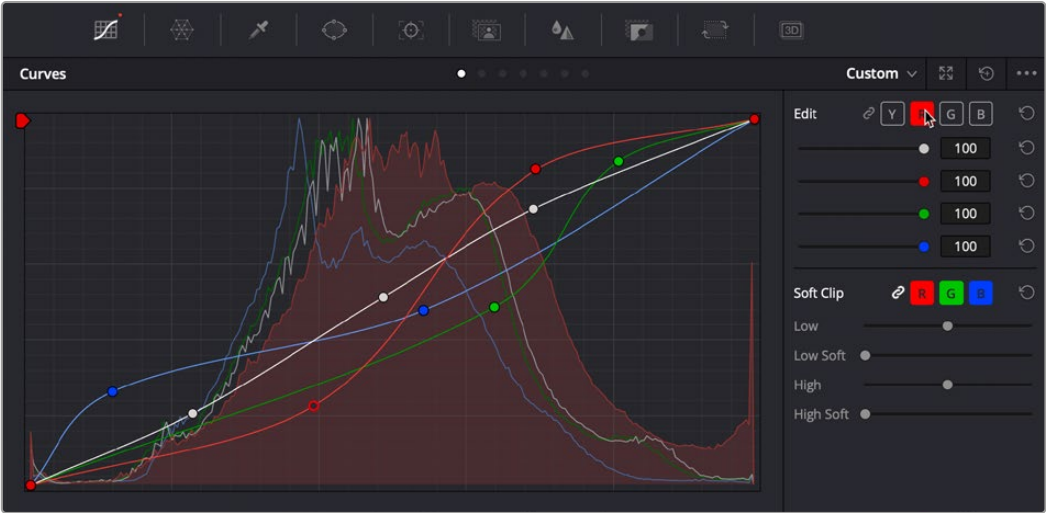 3D
Curves
Custom
Edit Y R G B
100
100
100
100
Soft Clip R G B
Low
Low Soft
High
High Soft